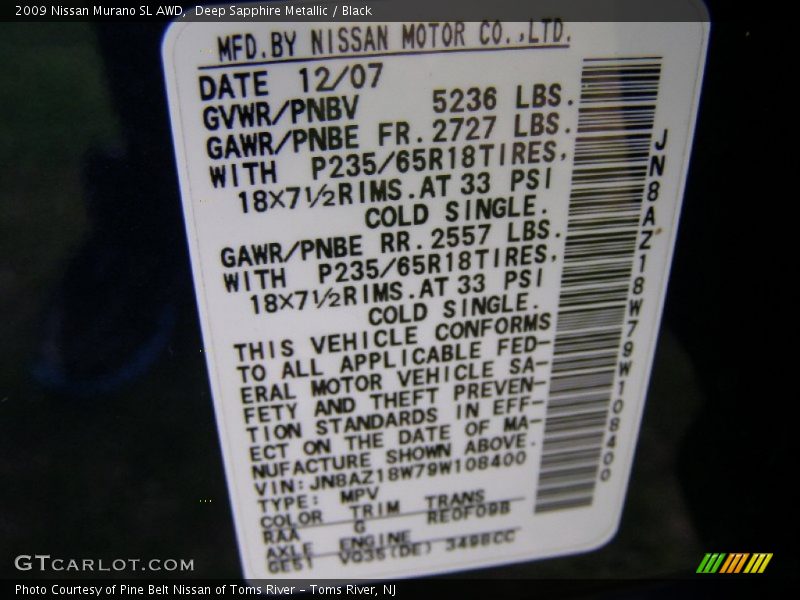 2009 Nissan Murano SL AWD, Deep Sapphire Metallic / Black
MFD.BY NISSAN MOTOR CO.,LTD.
DATE 12/07
GVWR/PNBV 5236 LBS.
GAWR/PNBE FR. 2727 LBS.
WITH P235/65R18TIRES,
18×7½RIMS.AT 33 PSI
COLD SINGLE.
GAWR/PNBE RR. 2557 LBS.
WITH P235/65R18TIRES,
18×7½RIMS.AT 33 PSI
COLD SINGLE.
THIS VEHICLE CONFORMS
TO ALL APPLICABLE FED-
ERAL MOTOR VEHICLE SA-
FETY AND THEFT PREVEN-
TION STANDARDS IN EFF-
ECT ON THE DATE OF MA-
NUFACTURE SHOWN ABOVE.
VIN:JN8AZ18W79W108400
TYPE: MPV
COLOR TRIM TRANS
RAA G RE0F09B
AXLE ENGINE
GE51 VQ35(DE) 3498CC
JN8AZ18W79W108400
GTCARLOT.COM
Photo Courtesy of Pine Belt Nissan of Toms River – Toms River, NJ